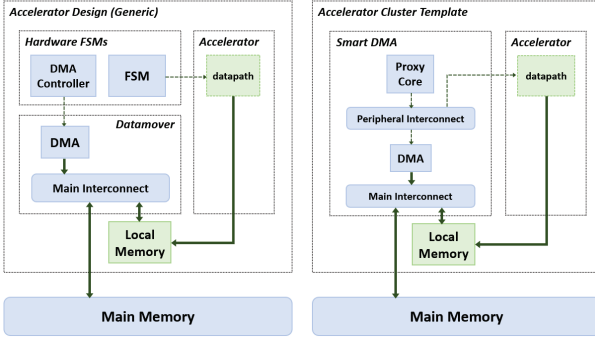 Accelerator Design (Generic)
Hardware FSMs
Accelerator
DMA
Controller
FSM
datapath
Datamover
DMA
Main Interconnect
Local
Memory
Main Memory
Accelerator Cluster Template
Smart DMA
Accelerator
Proxy
Core
datapath
Peripheral Interconnect
DMA
Main Interconnect
Local
Memory
Main Memory